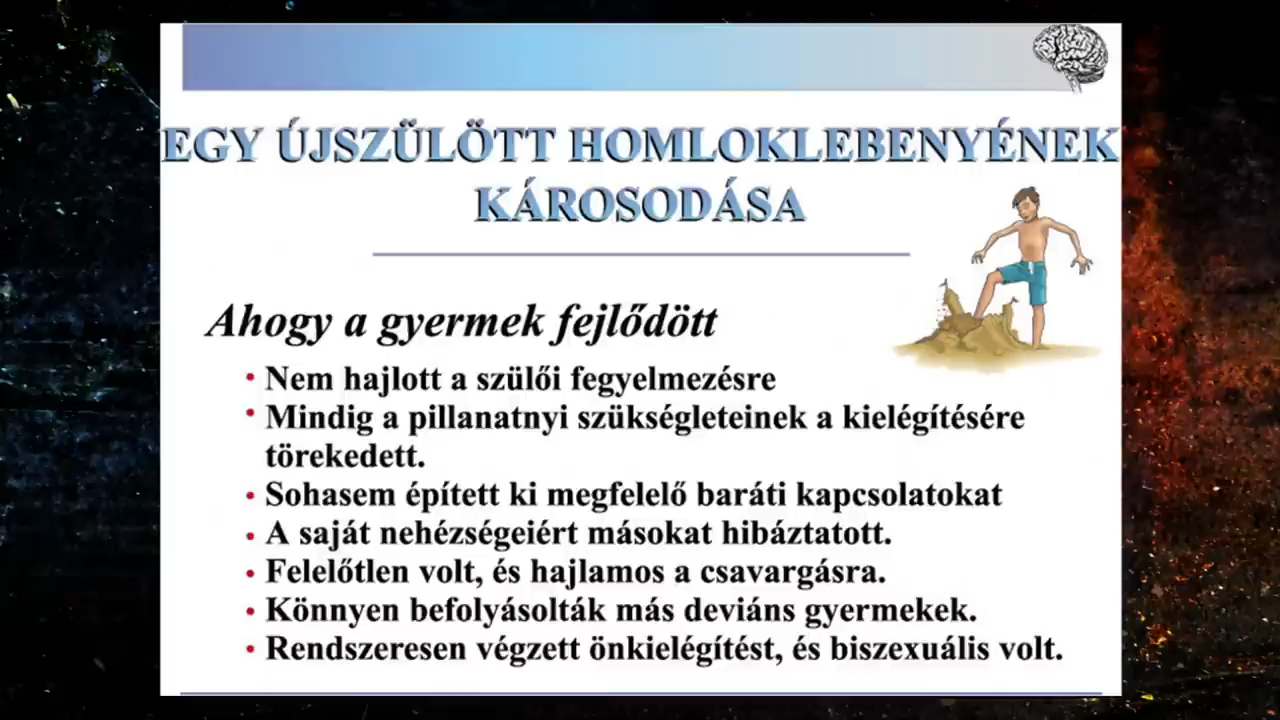 EGY ÚJSZÜLÖTT HOMLOKLEBENYÉNEK
KÁROSODÁSA
Ahogy a gyermek fejlődött
• Nem hajlott a szülői fegyelmezésre
• Mindig a pillanatnyi szükségleteinek a kielégítésére
törekedett.
• Sohasem épített ki megfelelő baráti kapcsolatokat
• A saját nehézségeiért másokat hibáztatott.
• Felelőtlen volt, és hajlamos a csavargásra.
• Könnyen befolyásolták más deviáns gyermekek.
• Rendszeresen végzett önkielégítést, és biszexuális volt.